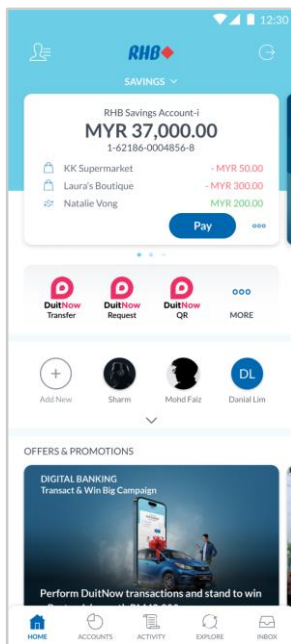 12:30
RHB
SAVINGS
RHB Savings Account-i
MYR 37,000.00
1-62186-0004856-8
KK Supermarket - MYR 50.00
Laura's Boutique - MYR 300.00
Natalie Vong MYR 200.00
Pay
DuitNow DuitNow DuitNow
Transfer Request QR MORE
DL
Add New Sharm Mohd Faiz Danial Lim
OFFERS & PROMOTIONS
DIGITAL BANKING
Transact & Win Big Campaign
Perform DuitNow transactions and stand to win
HOME ACCOUNTS ACTIVITY EXPLORE INBOX